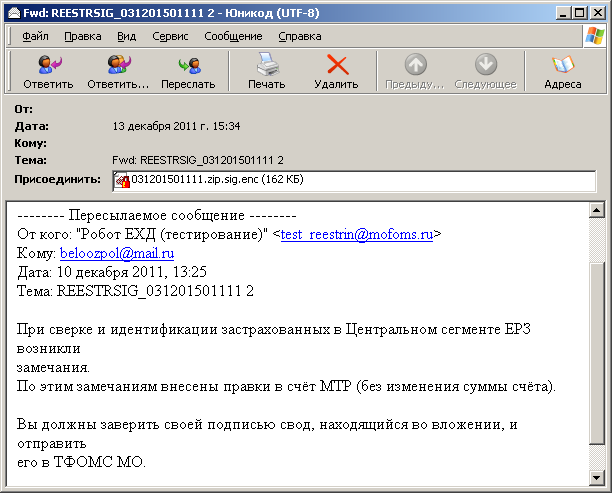 Fwd: REESTRSIG_031201501111 2 - Юникод (UTF-8)
Файл Правка Вид Сервис Сообщение Справка
Ответить Ответить... Переслать Печать Удалить Предыду... Следующее Адреса
От:
Дата: 13 декабря 2011 г. 15:34
Кому:
Тема: Fwd: REESTRSIG_031201501111 2
Присоединить: 031201501111.zip.sig.enc (162 КБ)
-------- Пересылаемое сообщение --------
От кого: "Робот ЕХД (тестирование)" <test_reestrin@mofoms.ru>
Кому: beloozpol@mail.ru
Дата: 10 декабря 2011, 13:25
Тема: REESTRSIG_031201501111 2
При сверке и идентификации застрахованных в Центральном сегменте ЕРЗ
возникли
замечания.
По этим замечаниям внесены правки в счёт МТР (без изменения суммы счёта).
Вы должны заверить своей подписью свод, находящийся во вложении, и
отправить
его в ТФОМС МО.